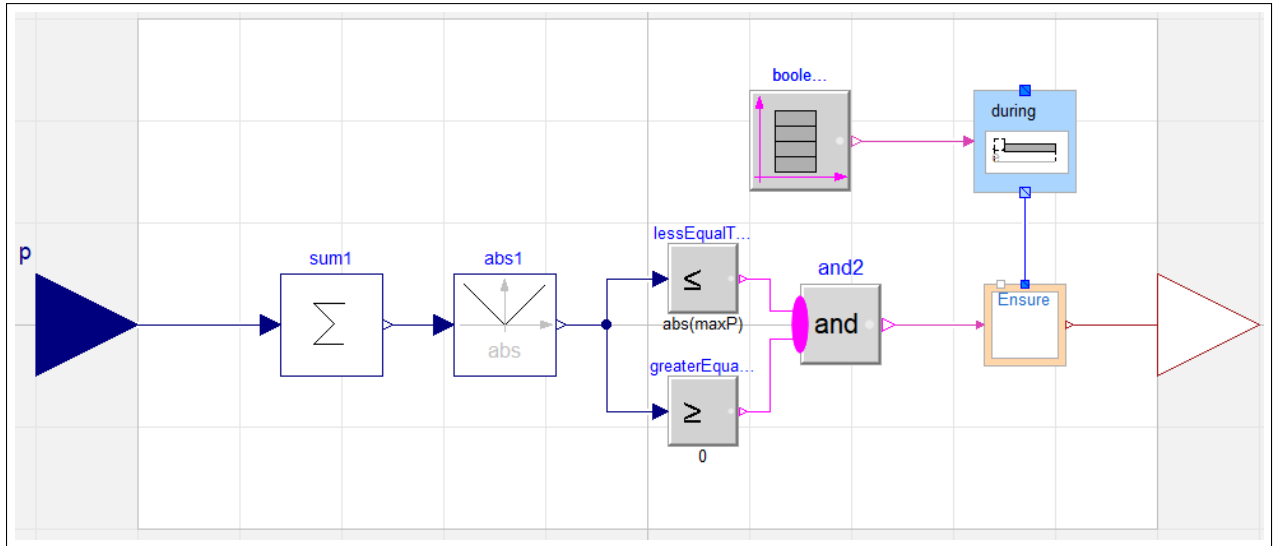 boole...
during
p
sum1
abs1
abs
lessEqualT...
≤
abs(maxP)
and2
and
Ensure
greaterEqua...
≥
0